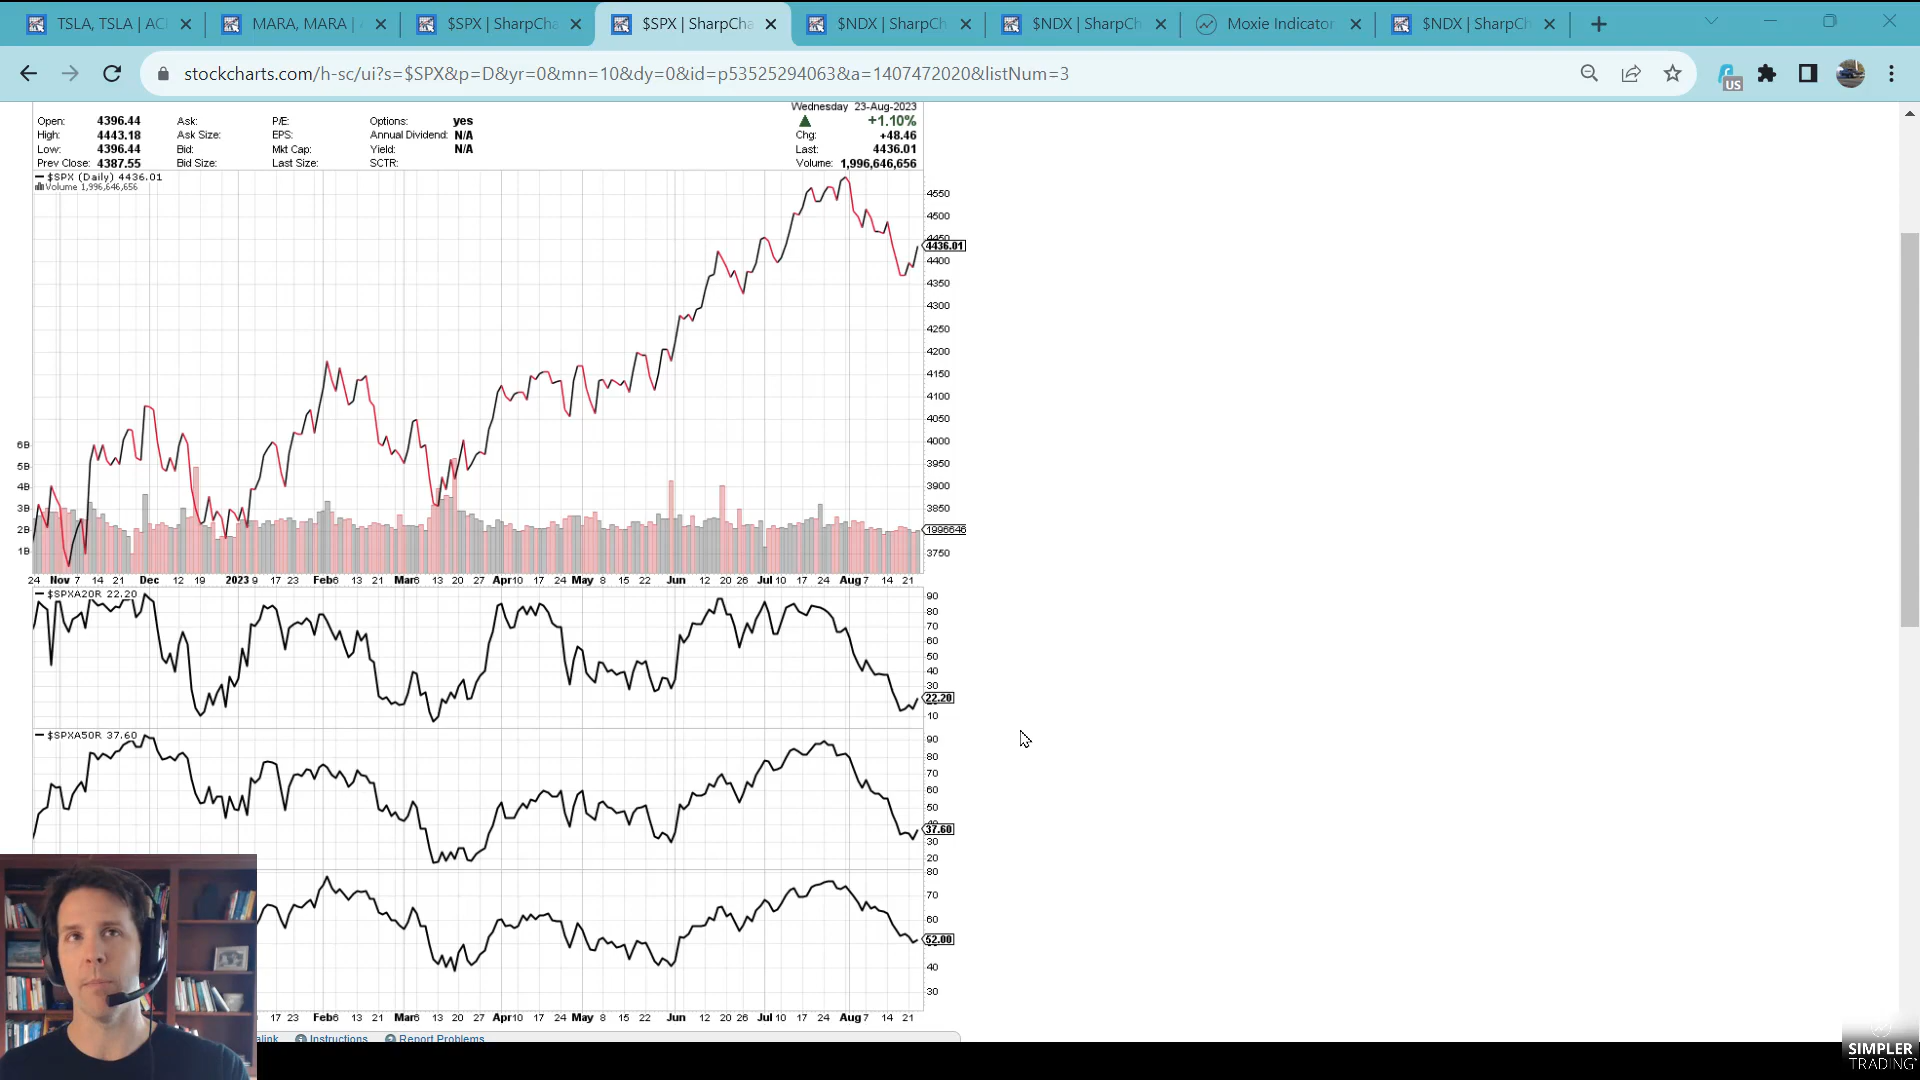 TSLA, TSLA | AC
MARA, MARA |
$SPX | SharpCha
$SPX | SharpCha
$NDX | SharpCh
$NDX | SharpCh
Moxie Indicator
$NDX | SharpCh
stockcharts.com/h-sc/ui?s=$SPX&p=D&yr=0&mn=10&dy=0&id=p53525294063&a=1407472020&listNum=3
US
Wednesday 23-Aug-2023
Open: 4396.44 Ask: P/E: Options: yes +1.10%
High: 4443.18 Ask Size: EPS: Annual Dividend: N/A Chg: +48.46
Low: 4396.44 Bid: Mkt Cap: Yield: N/A Last: 4436.01
Prev Close: 4387.55 Bid Size: Last Size: SCTR: Volume: 1,996,646,656
$SPX (Daily) 4436.01
Volume 1,996,646,656
4550
4500
4450
4436.01
4400
4350
4300
4250
4200
4150
4100
4050
4000
3950
3900
3850
3750
6B
5B
4B
3B
2B
1B
1996646
24 Nov 7 14 21 Dec 12 19 2023 9 17 23 Feb 6 13 21 Mar 6 13 20 27 Apr 10 17 24 May 8 15 22 Jun 12 20 26 Jul 10 17 24 Aug 7 14 21
$SPXA20R 22.20
90
80
70
60
50
40
30
22.20
10
$SPXA50R 37.60
90
80
70
60
50
40
37.60
30
20
80
70
60
52.00
40
30
17 23 Feb 6 13 21 Mar 6 13 20 27 Apr 10 17 24 May 8 15 22 Jun 12 20 26 Jul 10 17 24 Aug 7 14 21
alink
Instructions
Report Problems
SIMPLER
TRADING